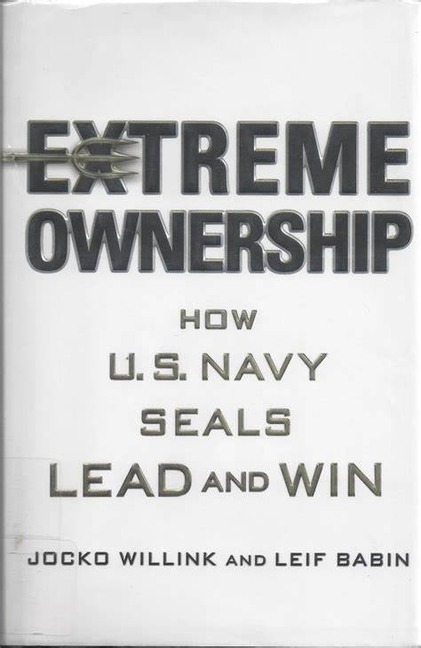 EXTREME
OWNERSHIP
HOW
U.S. NAVY
SEALS
LEAD AND WIN
JOCKO WILLINK AND LEIF BABIN